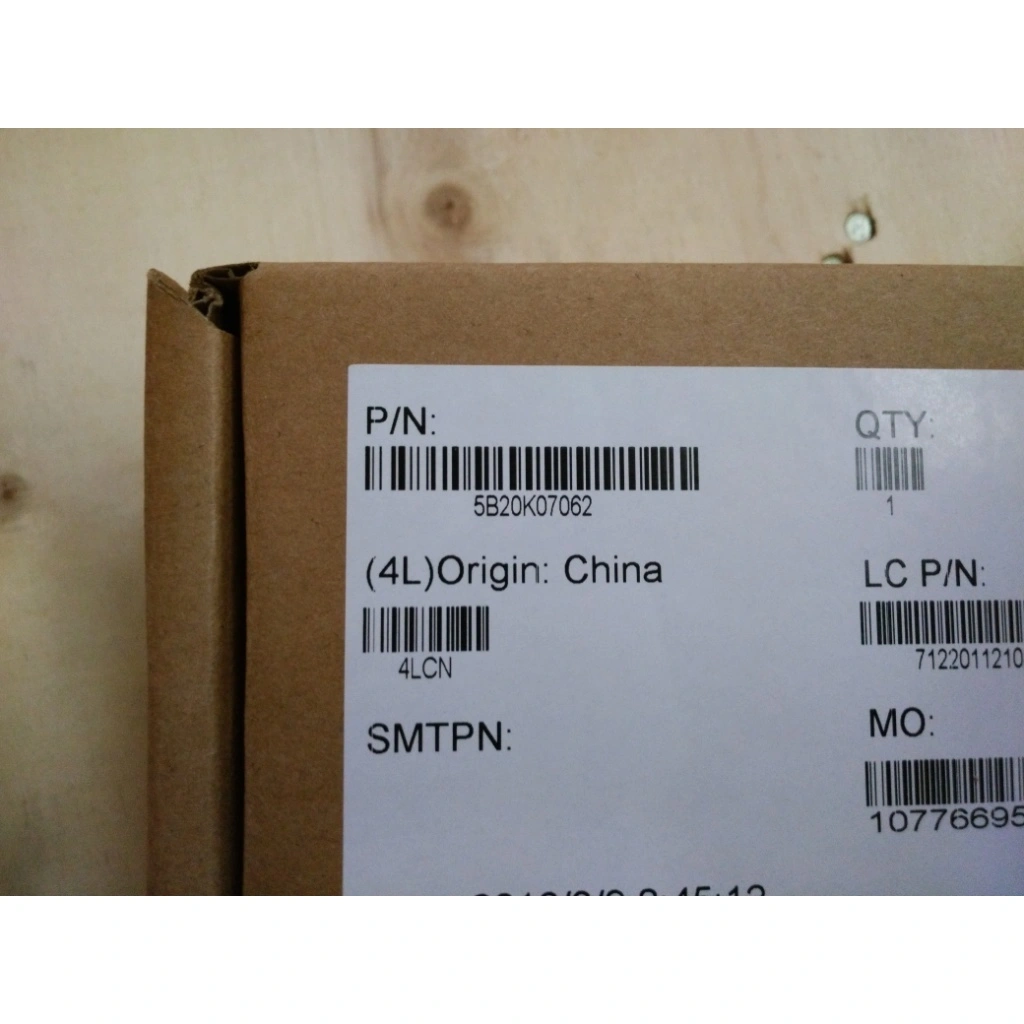 P/N:
QTY:
5B20K07062
1
(4L)Origin: China
LC P/N:
4LCN
7122011210
SMTPN:
MO:
10776695